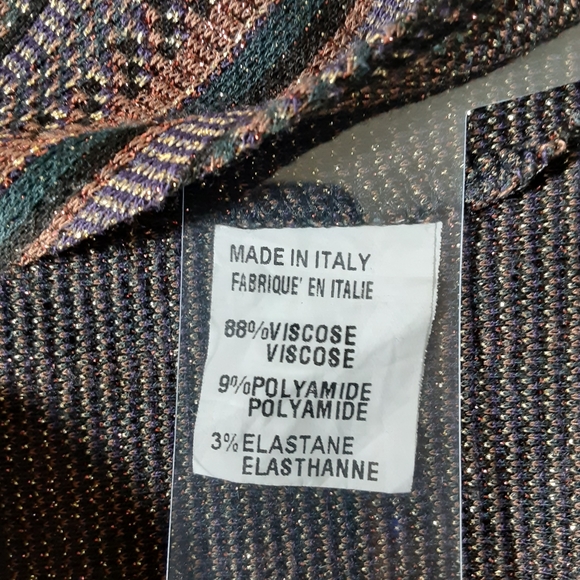 MADE IN ITALY
FABRIQUE' EN ITALIE
88%VISCOSE
VISCOSE
9%POLYAMIDE
POLYAMIDE
3%ELASTANE
ELASTHANNE